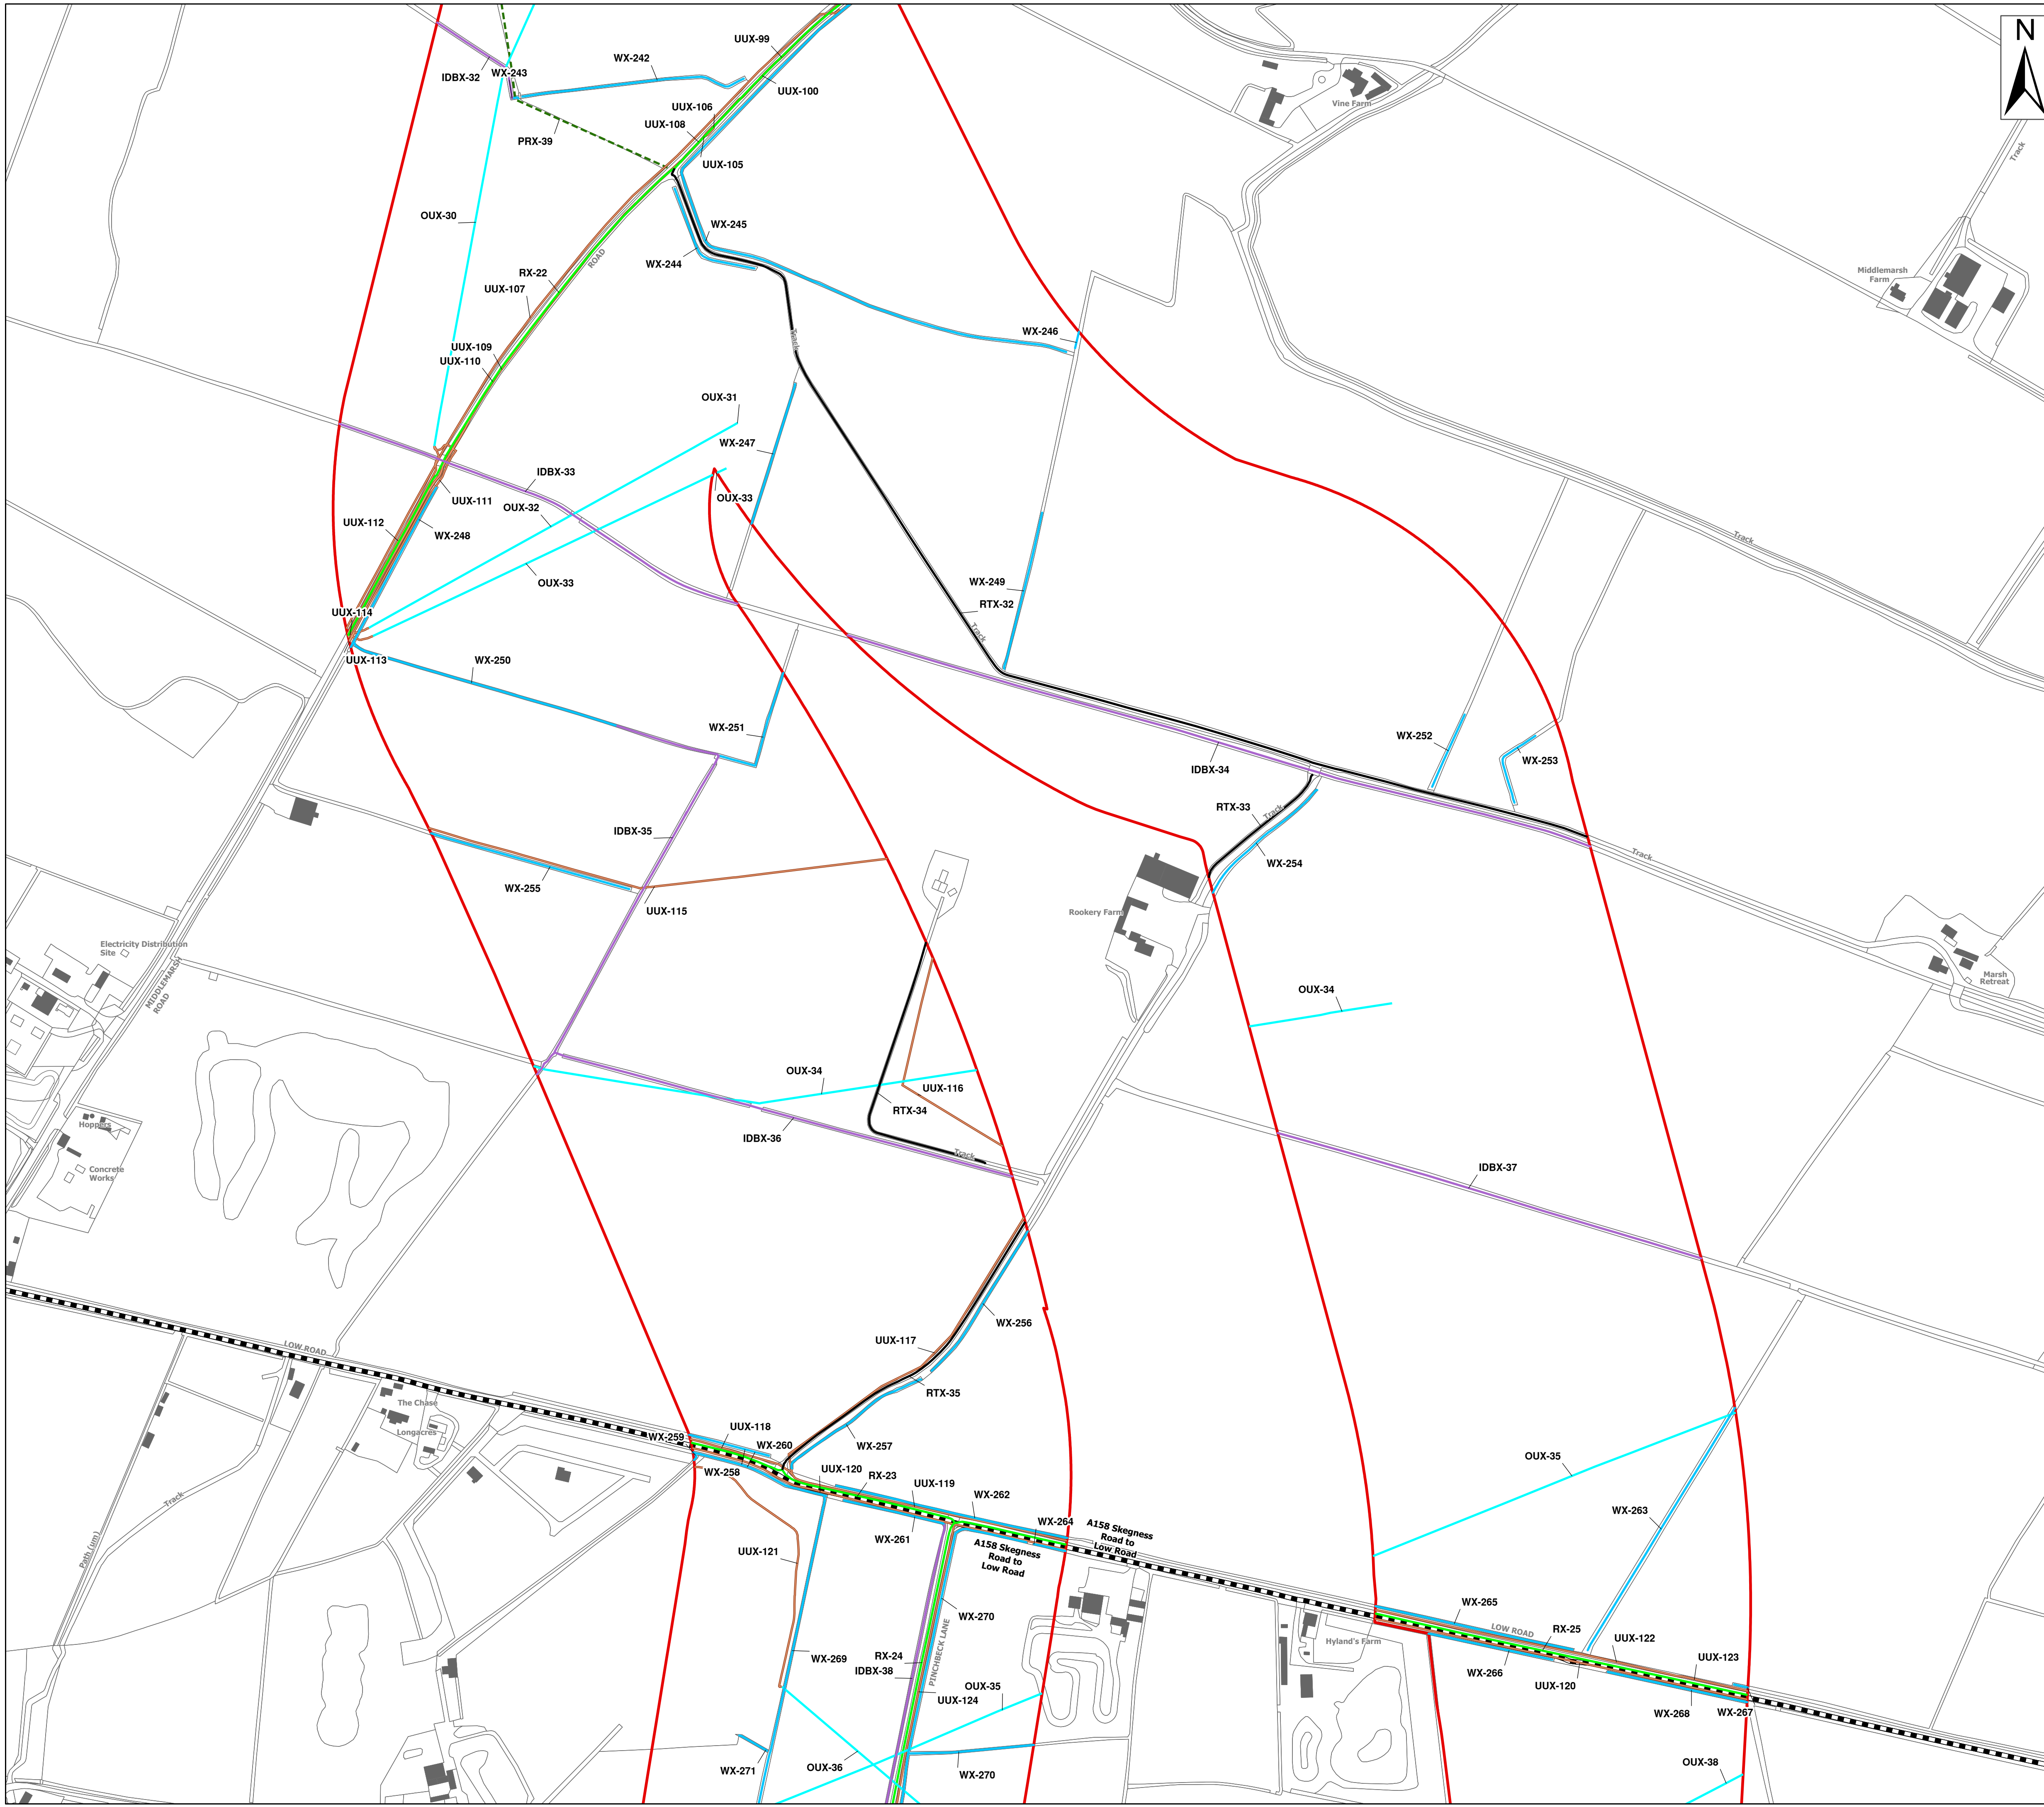 N
UUX-99
WX-242
WX-243
IDBX-32
UUX-100
Vine Farm
UUX-106
UUX-108
PRX-39
UUX-105
Track
OUX-30
WX-245
WX-244
ROAD
RX-22
UUX-107
Middlemarsh
Farm
WX-246
Track
UUX-109
UUX-110
OUX-31
WX-247
IDBX-33
UUX-111
OUX-32
OUX-33
UUX-112
WX-248
Track
OUX-33
WX-249
RTX-32
UUX-114
Track
UUX-113
WX-250
WX-251
WX-252
WX-253
IDBX-34
RTX-33
Track
IDBX-35
WX-254
Track
WX-255
UUX-115
Rookery Farm
Electricity Distribution
Site
MIDDLEMARSH
ROAD
Marsh
Retreat
OUX-34
OUX-34
UUX-116
RTX-34
Hoppers
IDBX-36
Track
Concrete
Works
IDBX-37
WX-256
UUX-117
LOW ROAD
RTX-35
The Chase
Longacres
UUX-118
WX-259
WX-260
WX-257
OUX-35
WX-258
UUX-120
RX-23
UUX-119
WX-262
WX-263
Track
WX-264
A158 Skegness
Road to
Low Road
WX-261
A158 Skegness
Road to
Low Road
Path (um)
UUX-121
WX-265
WX-270
PINCHBECK LANE
LOW ROAD
RX-25
UUX-122
Hyland's Farm
RX-24
WX-269
IDBX-38
UUX-123
WX-266
UUX-120
OUX-35
UUX-124
WX-268
WX-267
OUX-38
WX-271
OUX-36
WX-270